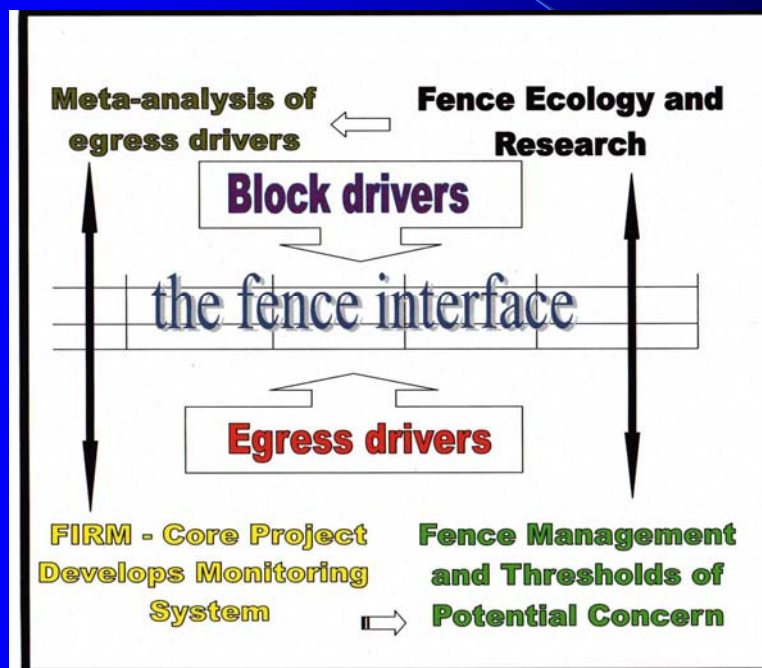 Meta-analysis of
egress drivers
Fence Ecology and
Research
Block drivers
the fence interface
Egress drivers
FIRM - Core Project
Develops Monitoring
System
Fence Management
and Thresholds of
Potential Concern